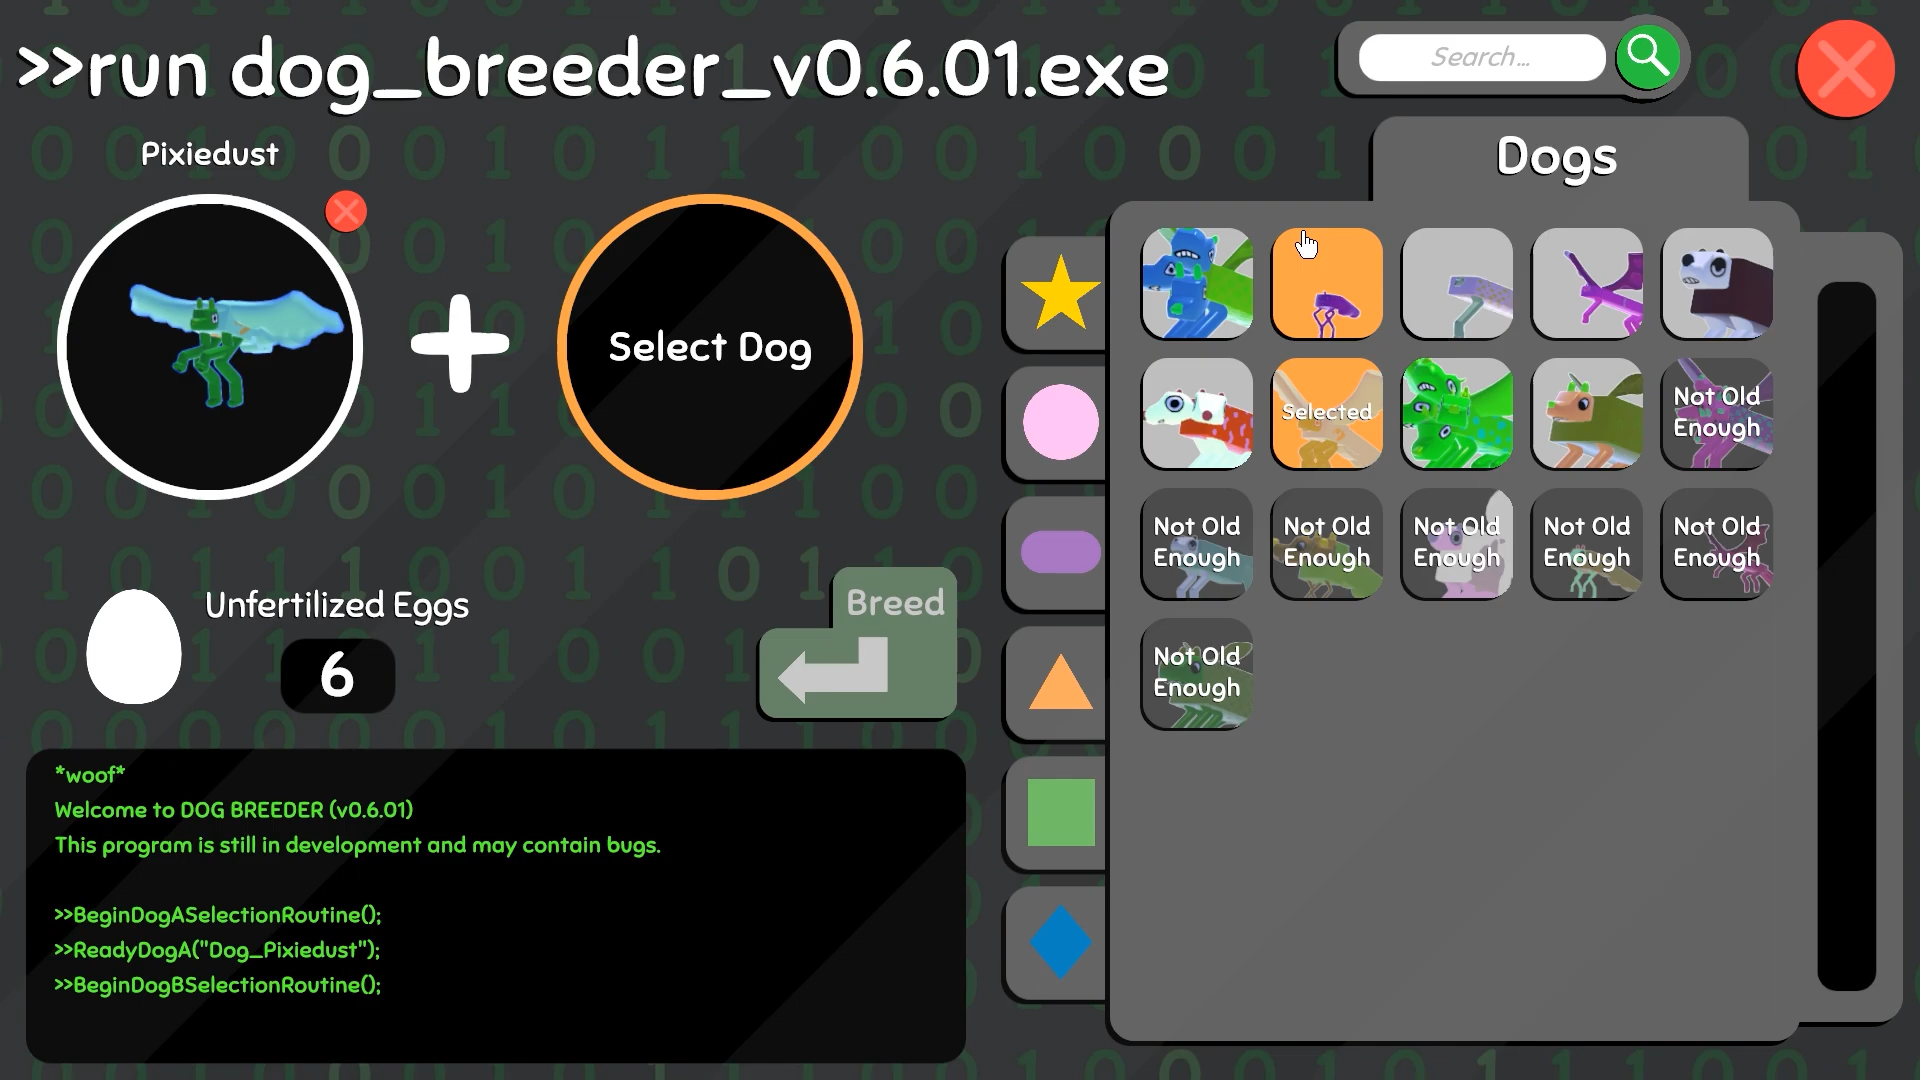 >>run dog_breeder_v0.6.01.exe
Search...
Dogs
Pixiedust
Select Dog
Selected
Not Old
Enough
Not Old
Enough
Not Old
Enough
Not Old
Enough
Not Old
Enough
Not Old
Enough
Not Old
Enough
Unfertilized Eggs
6
Breed
*woof*
Welcome to DOG BREEDER (v0.6.01)
This program is still in development and may contain bugs.
>>BeginDogASelectionRoutine();
>>ReadyDogA("Dog_Pixiedust");
>>BeginDogBSelectionRoutine();